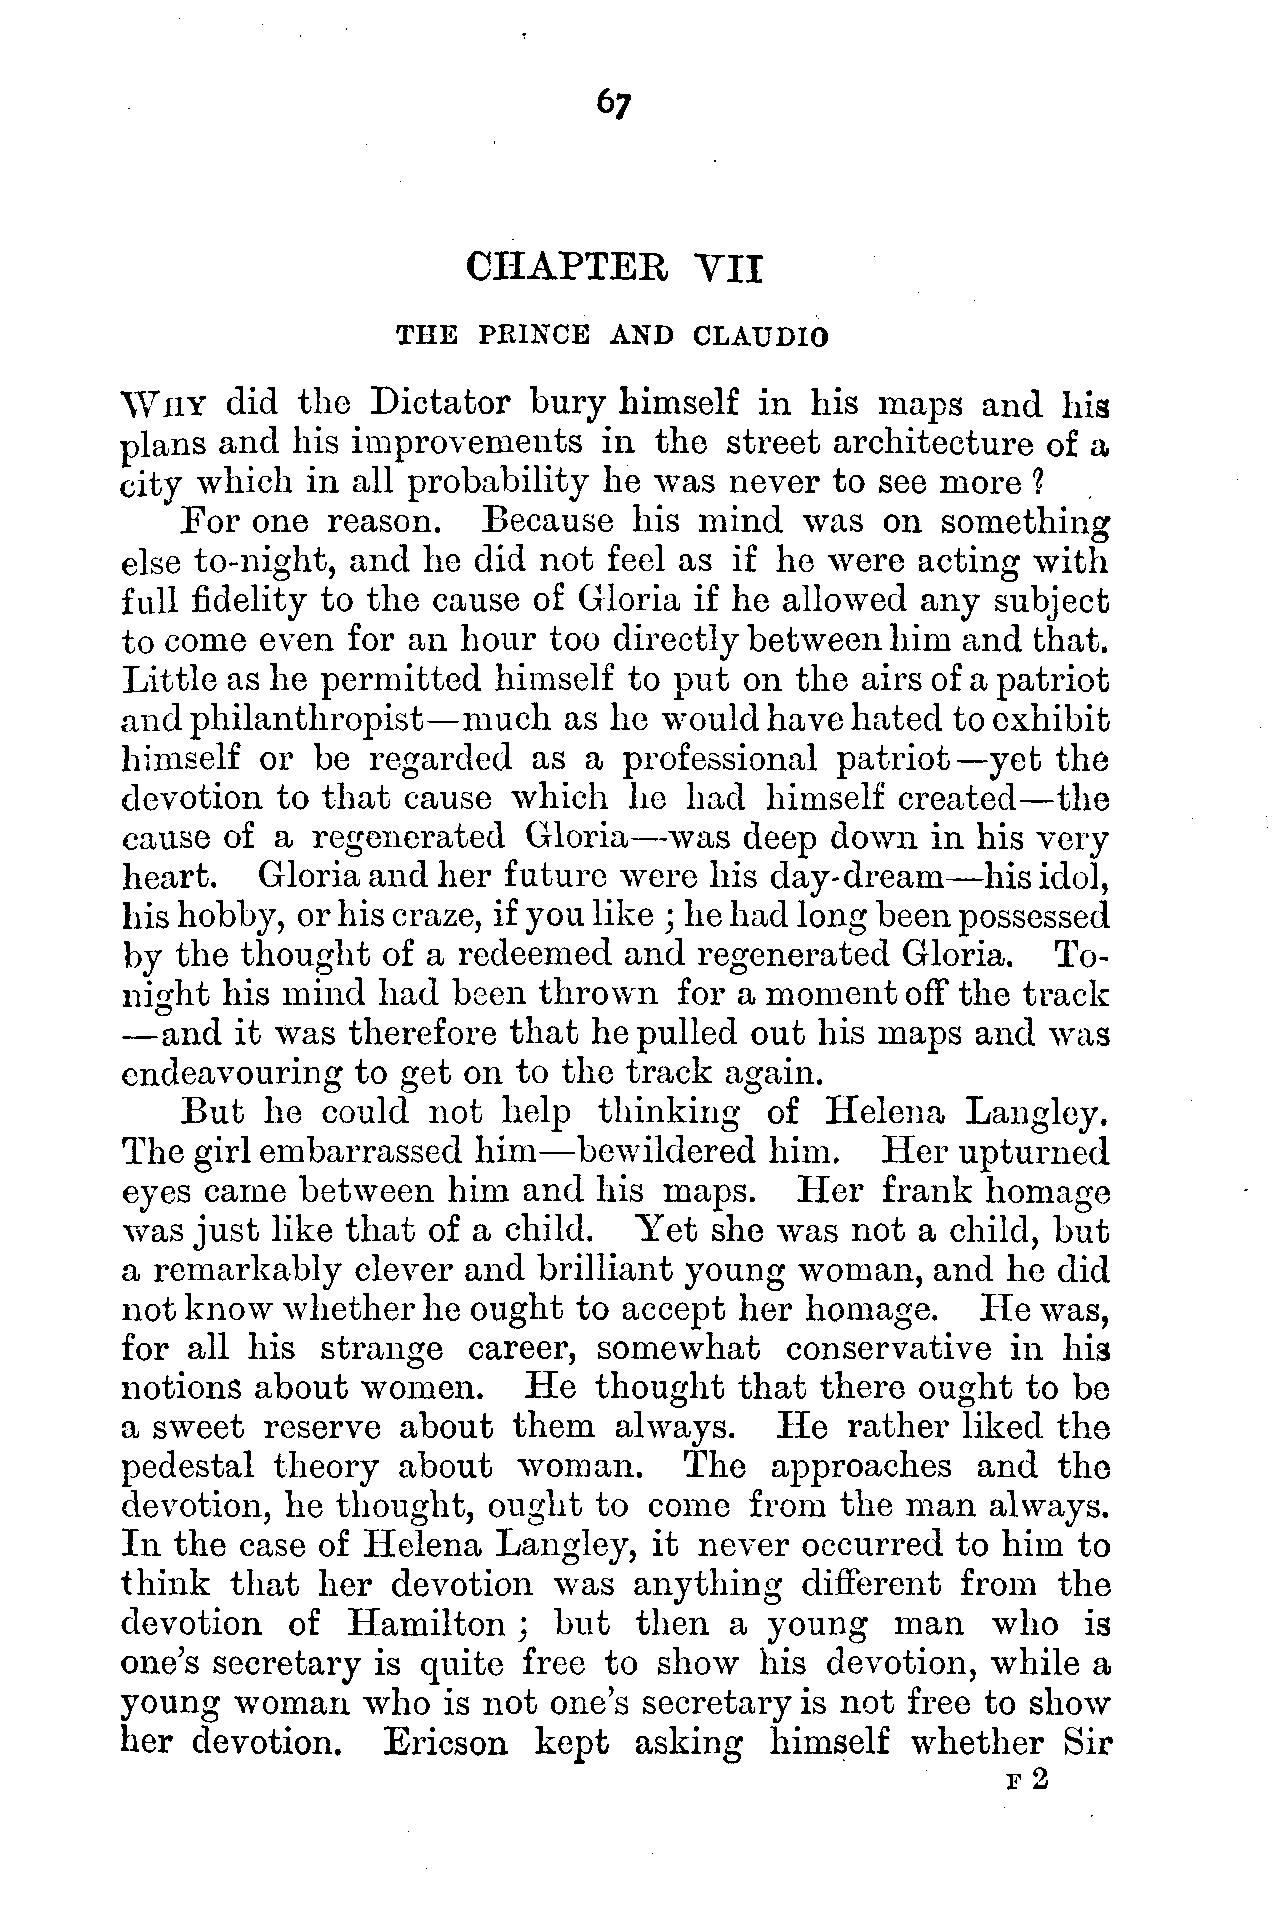 67
CHAPTER VII
THE PRINCE AND CLAUDIO
WHY did the Dictator bury himself in his maps and his
plans and his improvements in the street architecture of a
city which in all probability he was never to see more ?
For one reason. Because his mind was on something
else to-night, and he did not feel as if he were acting with
full fidelity to the cause of Gloria if he allowed any subject
to come even for an hour too directly between him and that.
Little as he permitted himself to put on the airs of a patriot
and philanthropist—much as he would have hated to exhibit
himself or be regarded as a professional patriot—yet the
devotion to that cause which he had himself created—the
cause of a regenerated Gloria—was deep down in his very
heart. Gloria and her future were his day-dream—his idol,
his hobby, or his craze, if you like ; he had long been possessed
by the thought of a redeemed and regenerated Gloria. To-
night his mind had been thrown for a moment off the track
—and it was therefore that he pulled out his maps and was
endeavouring to get on to the track again.
But he could not help thinking of Helena Langley.
The girl embarrassed him—bewildered him. Her upturned
eyes came between him and his maps. Her frank homage
was just like that of a child. Yet she was not a child, but
a remarkably clever and brilliant young woman, and he did
not know whether he ought to accept her homage. He was,
for all his strange career, somewhat conservative in his
notions about women. He thought that there ought to be
a sweet reserve about them always. He rather liked the
pedestal theory about woman. The approaches and the
devotion, he thought, ought to come from the man always.
In the case of Helena Langley, it never occurred to him to
think that her devotion was anything different from the
devotion of Hamilton ; but then a young man who is
one's secretary is quite free to show his devotion, while a
young woman who is not one's secretary is not free to show
her devotion. Ericson kept asking himself whether Sir
F 2